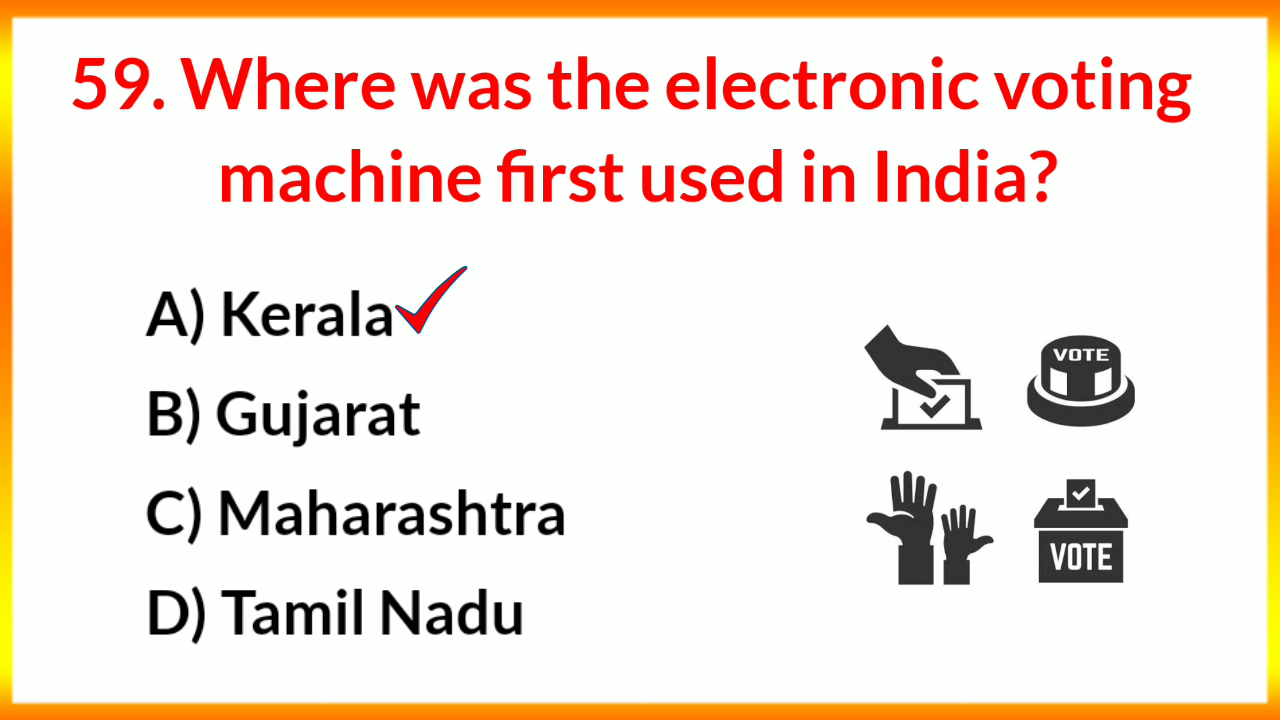 59. Where was the electronic voting
machine first used in India?
A) Kerala
B) Gujarat
C) Maharashtra
D) Tamil Nadu
VOTE
VOTE